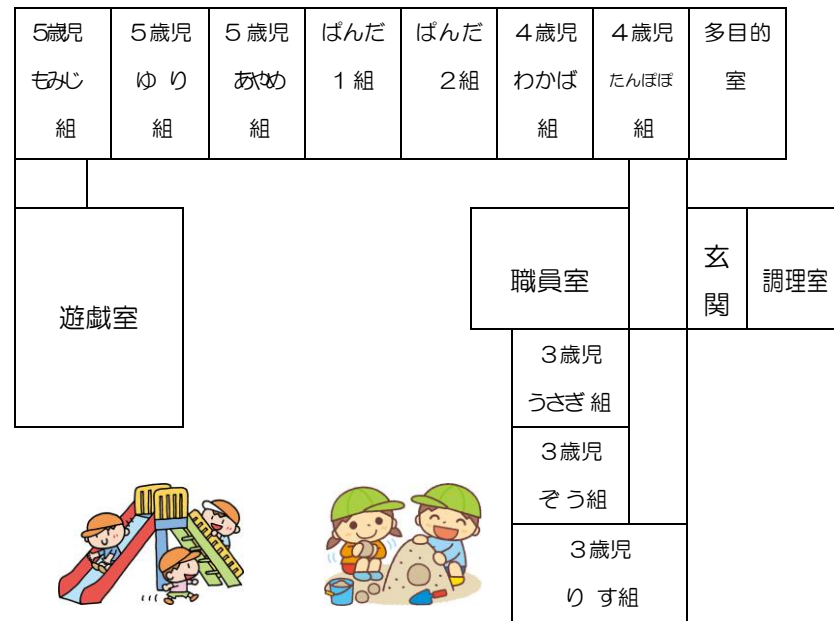 ５歳児
もみじ
組
５歳児
ゆり
組
５歳児
あやめ
組
ぱんだ
１組
ぱんだ
２組
４歳児
わかば
組
４歳児
たんぽぽ
組
多目的
室
遊戯室
職員室
玄
関
調理室
３歳児
うさぎ組
３歳児
ぞう組
３歳児
りす組